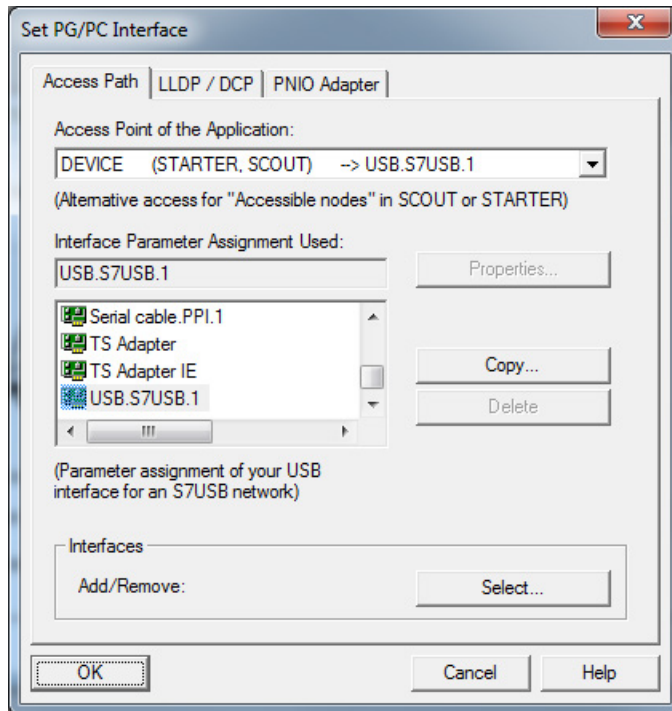 Set PG/PC Interface
Access Path
LLDP / DCP
PNIO Adapter
Access Point of the Application:
DEVICE (STARTER, SCOUT) --> USB.S7USB.1
(Alternative access for "Accessible nodes" in SCOUT or STARTER)
Interface Parameter Assignment Used:
USB.S7USB.1
Properties...
Serial cable.PPI.1
TS Adapter
TS Adapter IE
USB.S7USB.1
Copy...
Delete
(Parameter assignment of your USB
interface for an S7USB network)
Interfaces
Add/Remove:
Select...
OK
Cancel
Help